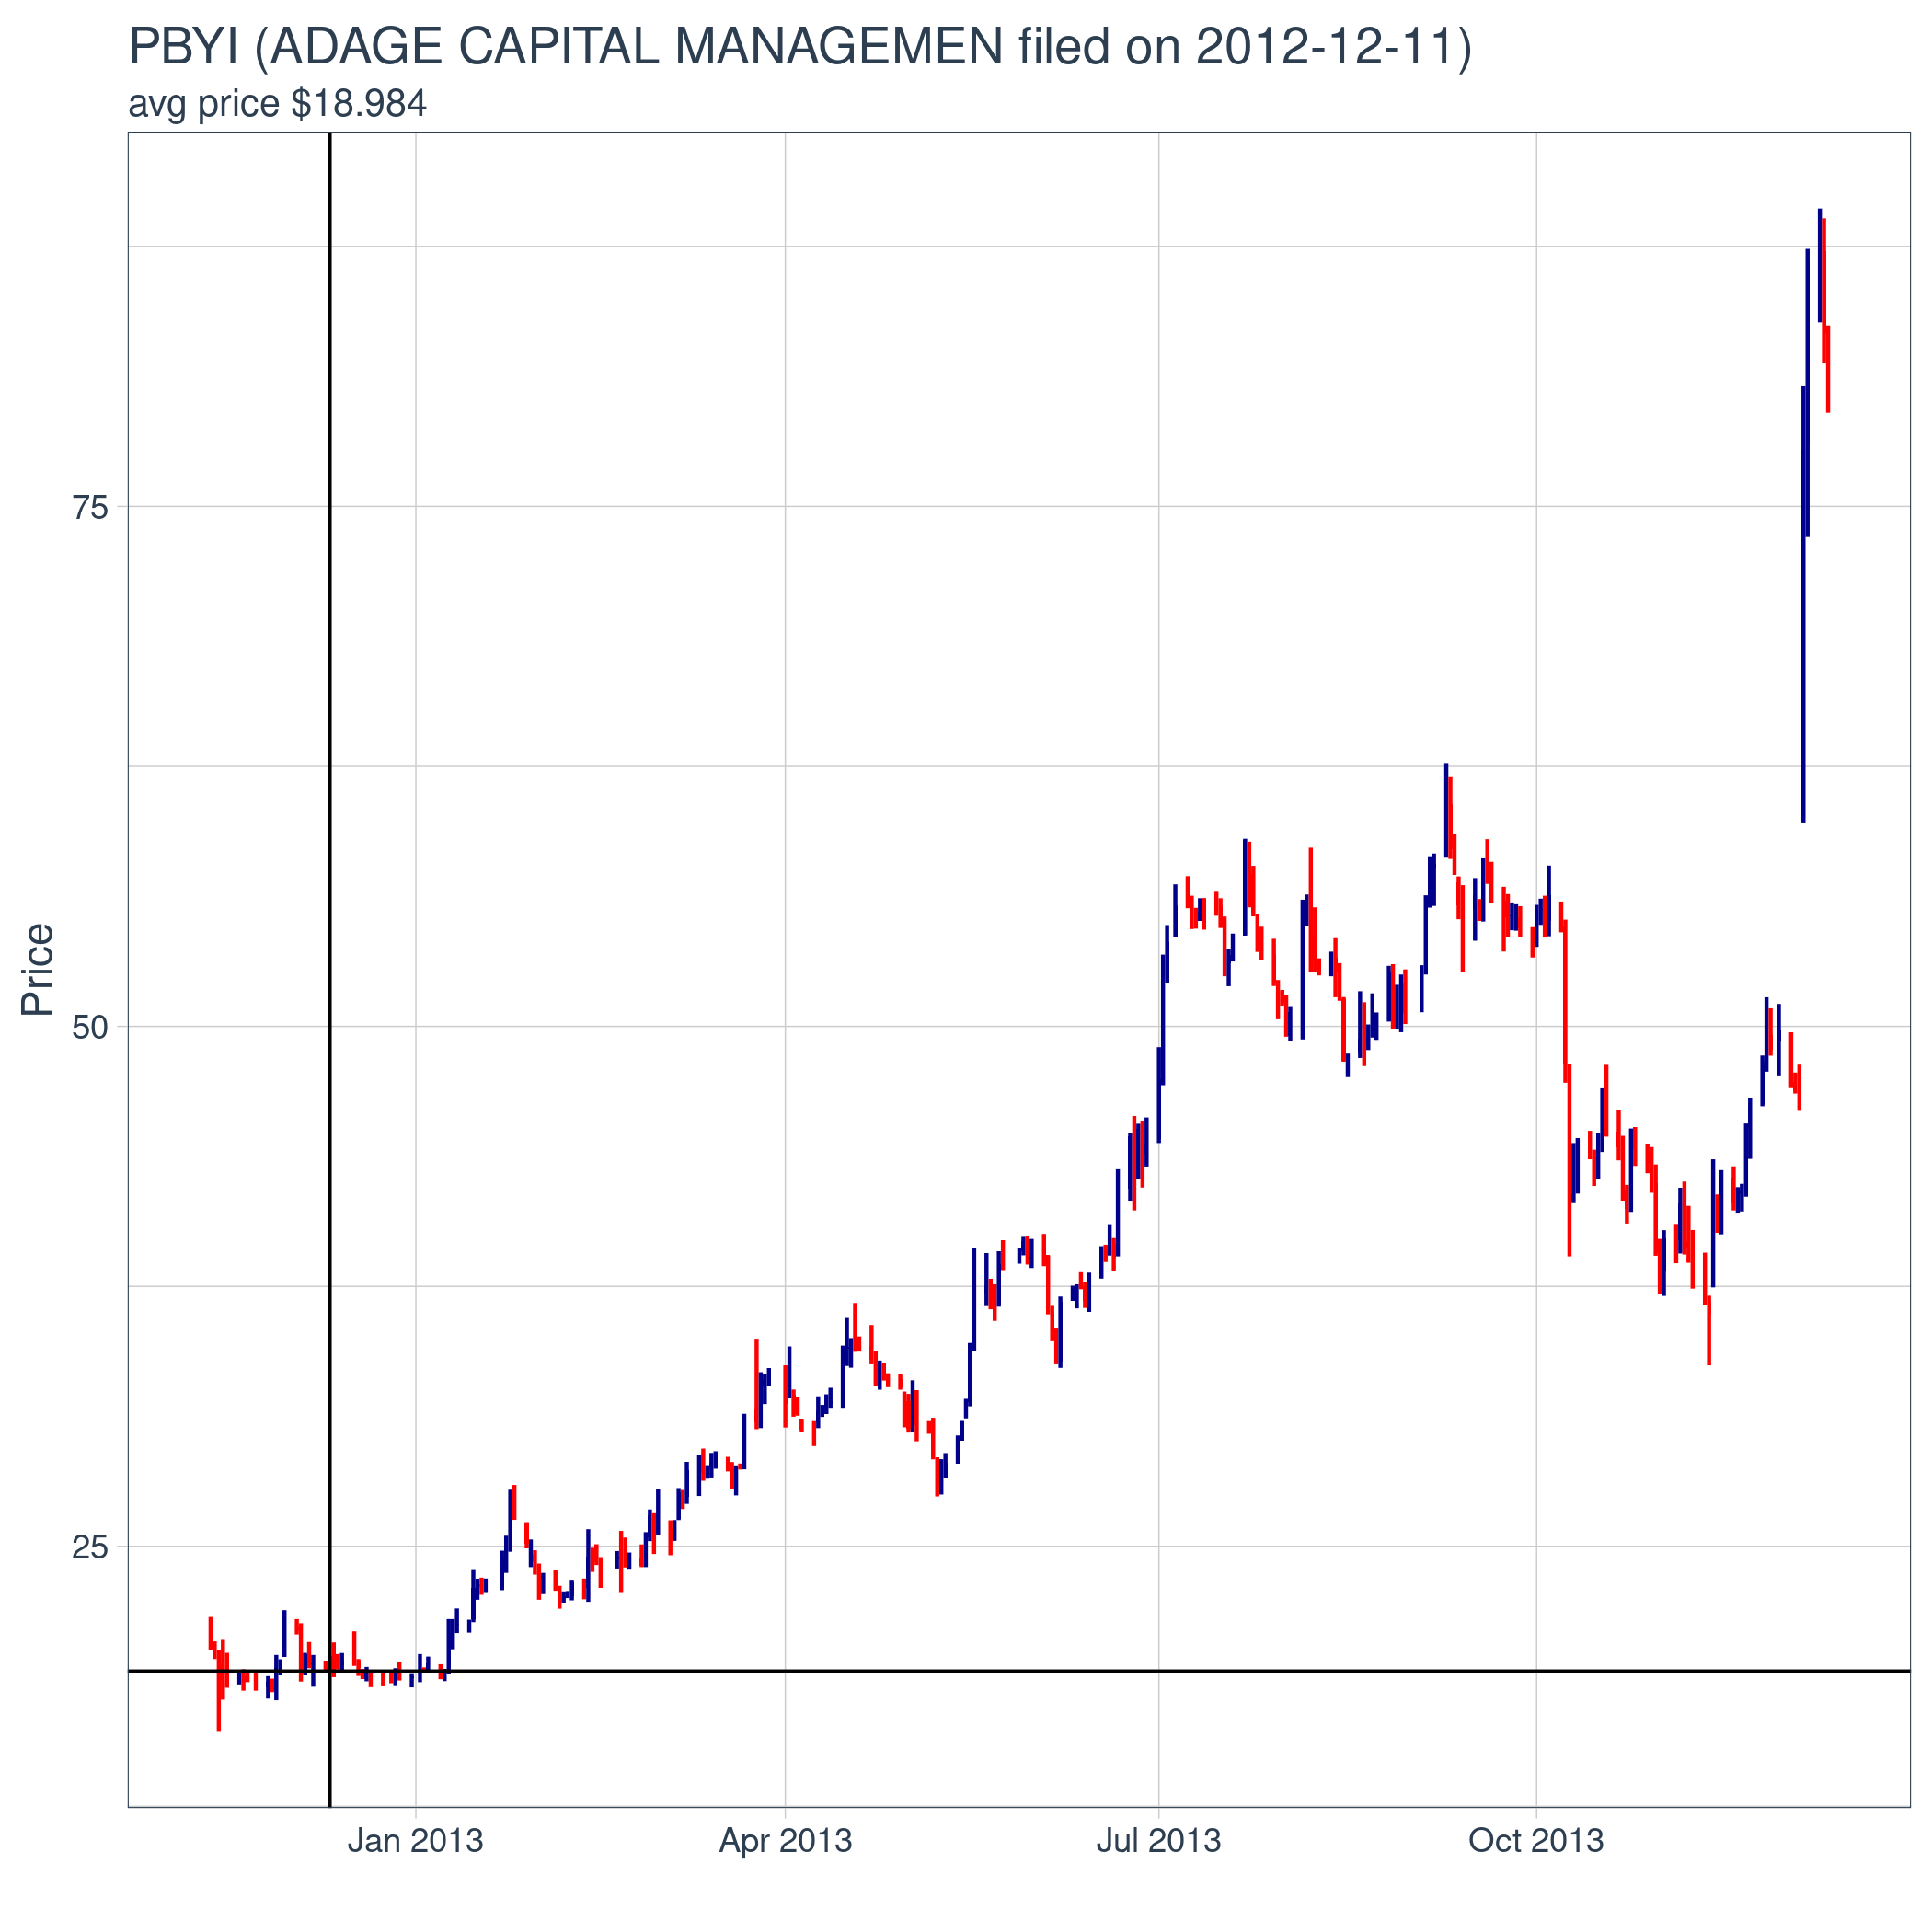 PBYI (ADAGE CAPITAL MANAGEMEN filed on 2012-12-11)
avg price $18.984
Price
75
50
25
Jan 2013
Apr 2013
Jul 2013
Oct 2013